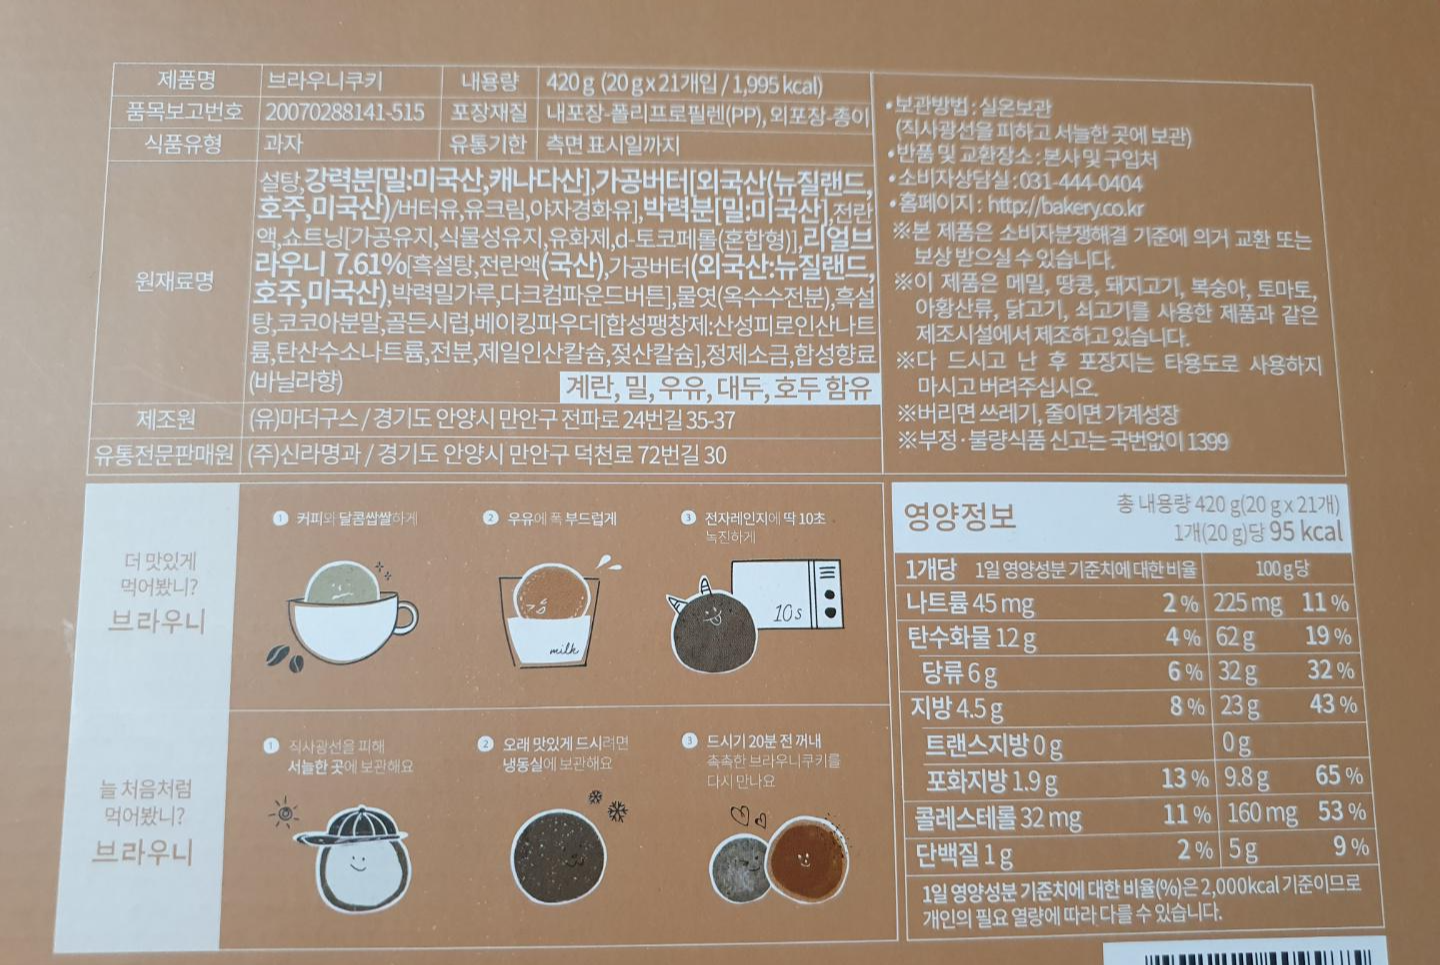 제품명 브라우니쿠키 내용량 420g (20gx21개입 / 1,995 kcal)
품목보고번호 20070288141-515 포장재질 내포장-폴리프로필렌(PP), 외포장-종이
식품유형 과자 유통기한 측면 표시일까지
원재료명
설탕,강력분[밀:미국산,캐나다산],가공버터[외국산(뉴질랜드,
호주,미국산)/버터유,유크림,야자경화유],박력분[밀:미국산],전란
액,쇼트닝[가공유지,식물성유지,유화제,d-토코페롤(혼합형)],리얼브
라우니 7.61%[흑설탕,전란액(국산),가공버터(외국산:뉴질랜드,
호주,미국산),박력밀가루,다크컴파운드버튼],물엿(옥수수전분),흑설
탕,코코아분말,골든시럽,베이킹파우더[합성팽창제:산성피로인산나트
륨,탄산수소나트륨,전분,제일인산칼슘,젖산칼슘],정제소금,합성향료
(바닐라향)
계란, 밀, 우유, 대두, 호두 함유
제조원 (유)마더구스 / 경기도 안양시 만안구 전파로 24번길 35-37
유통전문판매원 (주)신라명과 / 경기도 안양시 만안구 덕천로 72번길 30
•보관방법 : 실온보관
(직사광선을 피하고 서늘한 곳에 보관)
•반품 및 교환장소 : 본사 및 구입처
•소비자상담실 : 031-444-0404
•홈페이지 : http://bakery.co.kr
※본 제품은 소비자분쟁해결 기준에 의거 교환 또는
보상 받으실 수 있습니다.
※이 제품은 메밀, 땅콩, 돼지고기, 복숭아, 토마토,
아황산류, 닭고기, 쇠고기를 사용한 제품과 같은
제조시설에서 제조하고 있습니다.
※다 드시고 난 후 포장지는 타용도로 사용하지
마시고 버려주십시오.
※버리면 쓰레기, 줄이면 가계성장
※부정·불량식품 신고는 국번없이 1399
더 맛있게
먹어봤니?
브라우니
1 커피와 달콤쌉쌀하게
2 우유에 폭 부드럽게
milk
3 전자레인지에 딱 10초
녹진하게
10s
늘 처음처럼
먹어봤니?
브라우니
1 직사광선을 피해
서늘한 곳에 보관해요
2 오래 맛있게 드시려면
냉동실에 보관해요
3 드시기 20분 전 꺼내
촉촉한 브라우니쿠키를
다시 만나요
영양정보
총 내용량 420 g(20 g x 21개)
1개(20 g)당 95 kcal
1개당 1일 영양성분 기준치에 대한 비율 100g당
나트륨 45 mg 2 % 225 mg 11 %
탄수화물 12 g 4 % 62 g 19 %
당류 6 g 6 % 32 g 32 %
지방 4.5 g 8 % 23 g 43 %
트랜스지방 0 g 0 g
포화지방 1.9 g 13 % 9.8 g 65 %
콜레스테롤 32 mg 11 % 160 mg 53 %
단백질 1 g 2 % 5 g 9 %
1일 영양성분 기준치에 대한 비율(%)은 2,000kcal 기준이므로
개인의 필요 열량에 따라 다를 수 있습니다.